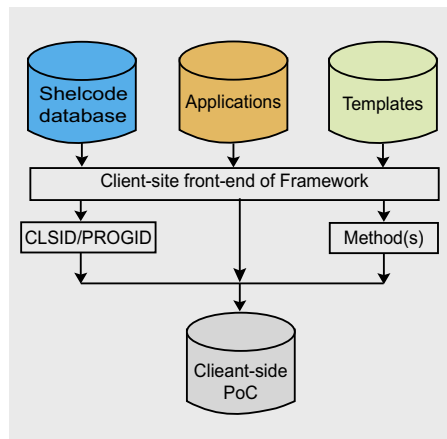 Shelcode
database
Applications
Templates
Client-site front-end of Framework
CLSID/PROGID
Method(s)
Clieant-side
PoC